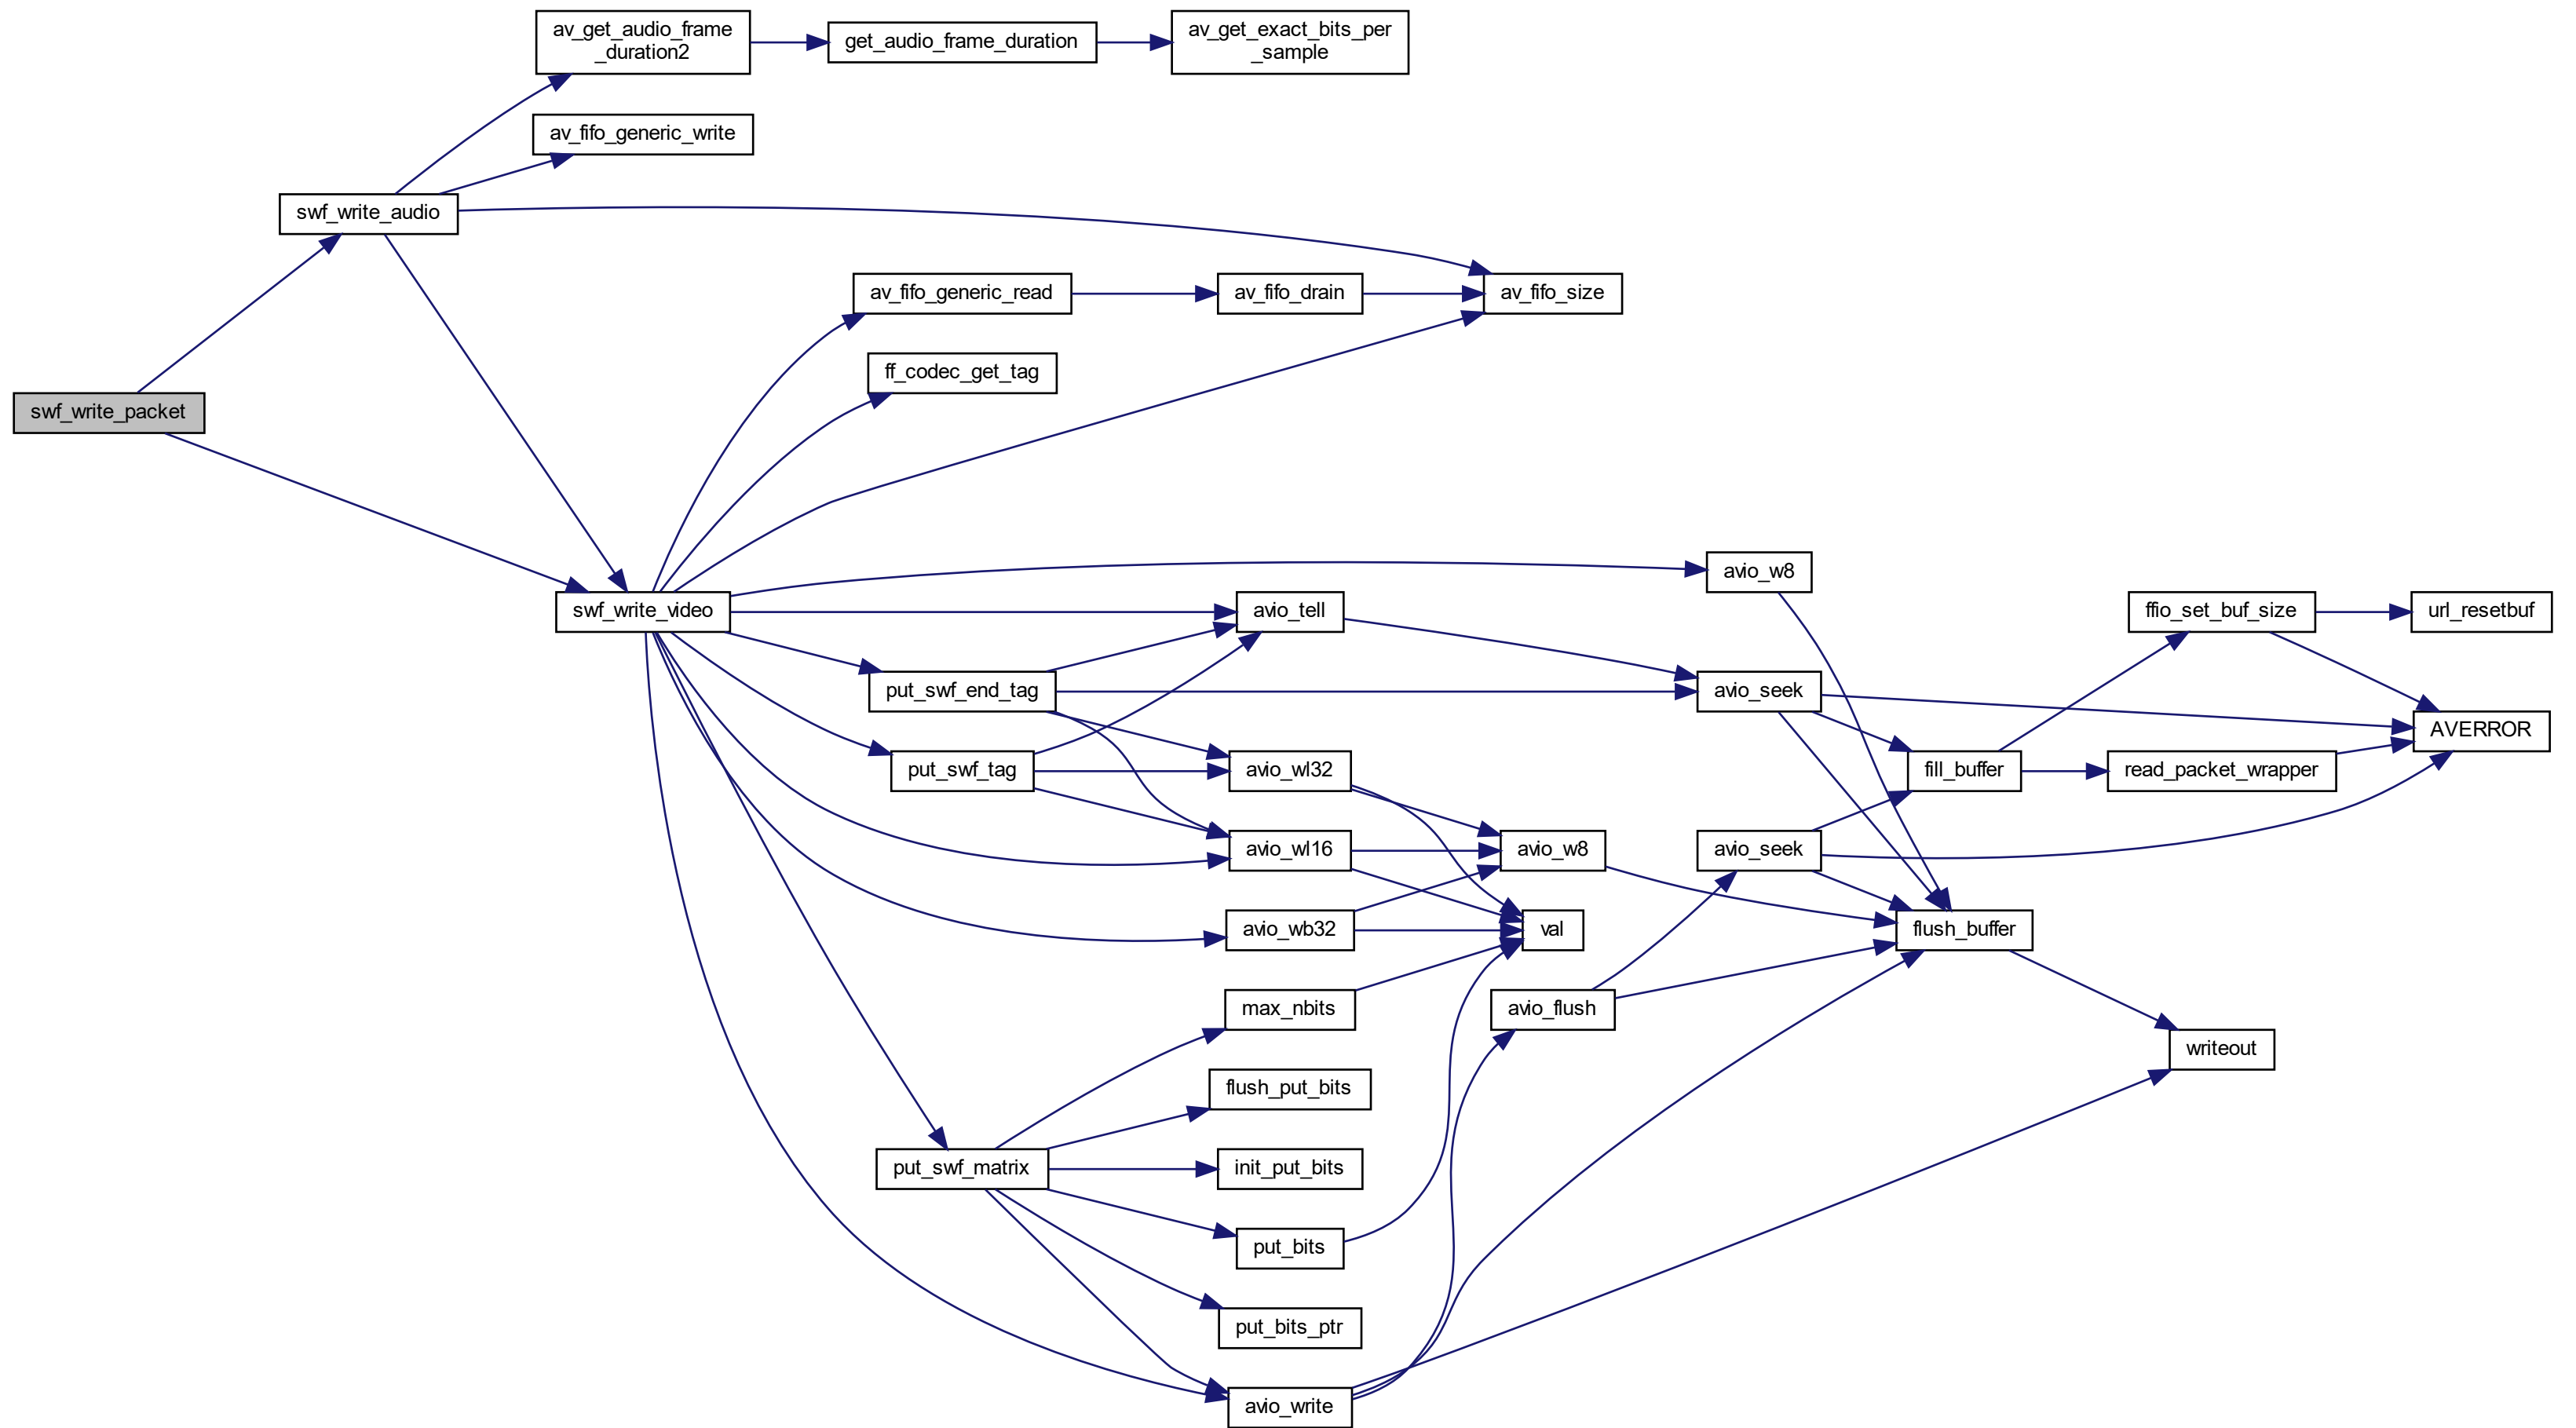 av_get_audio_frame
_duration2
get_audio_frame_duration
av_get_exact_bits_per
_sample
av_fifo_generic_write
swf_write_audio
av_fifo_generic_read
av_fifo_drain
av_fifo_size
ff_codec_get_tag
swf_write_packet
avio_w8
swf_write_video
avio_tell
ffio_set_buf_size
url_resetbuf
put_swf_end_tag
avio_seek
AVERROR
put_swf_tag
avio_wl32
fill_buffer
read_packet_wrapper
avio_wl16
avio_w8
avio_seek
avio_wb32
val
flush_buffer
max_nbits
avio_flush
writeout
flush_put_bits
put_swf_matrix
init_put_bits
put_bits
put_bits_ptr
avio_write